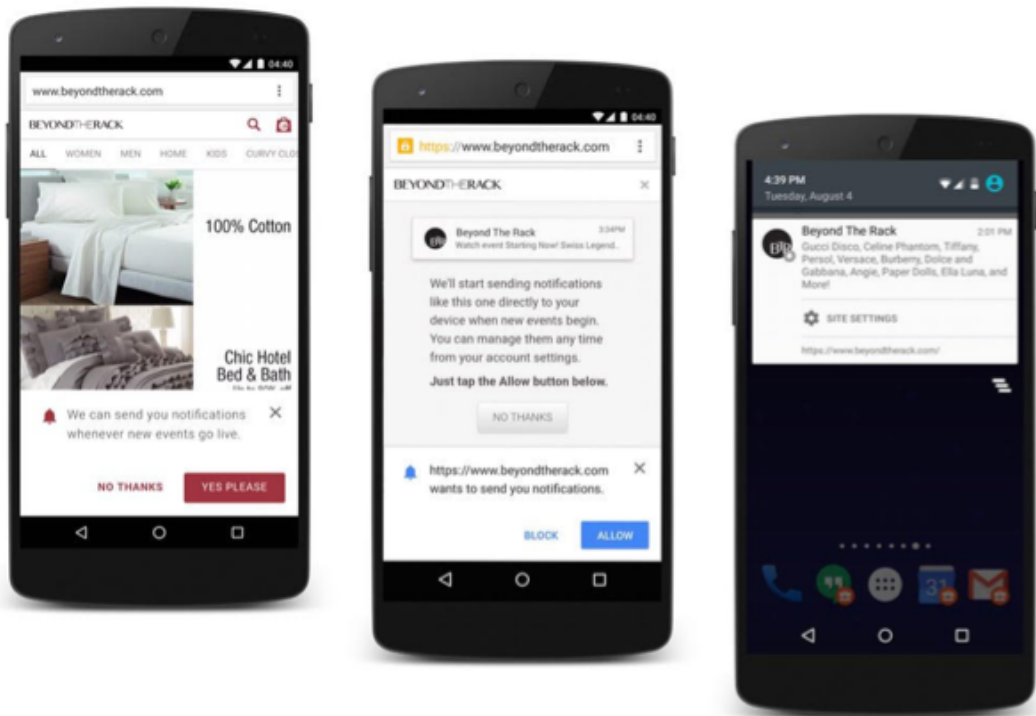 04:40
www.beyondtherack.com
BEYONDTHERACK
ALL WOMEN MEN HOME KIDS CURVY CLO
100% Cotton
Chic Hotel
Bed & Bath
Up to 80% off
We can send you notifications
whenever new events go live.
NO THANKS YES PLEASE
04:40
https://www.beyondtherack.com
BEYONDTHERACK
Beyond The Rack 3:34PM
Watch event Starting Now! Swiss Legend..
We'll start sending notifications
like this one directly to your
device when new events begin.
You can manage them any time
from your account settings.
Just tap the Allow button below.
NO THANKS
https://www.beyondtherack.com
wants to send you notifications.
BLOCK ALLOW
4:39 PM
Tuesday, August 4
Beyond The Rack 2:01 PM
Gucci Disco, Celine Phantom, Tiffany,
Persol, Versace, Burberry, Dolce and
Gabbana, Angie, Paper Dolls, Ella Luna, and
More!
SITE SETTINGS
https://www.beyondtherack.com/
31